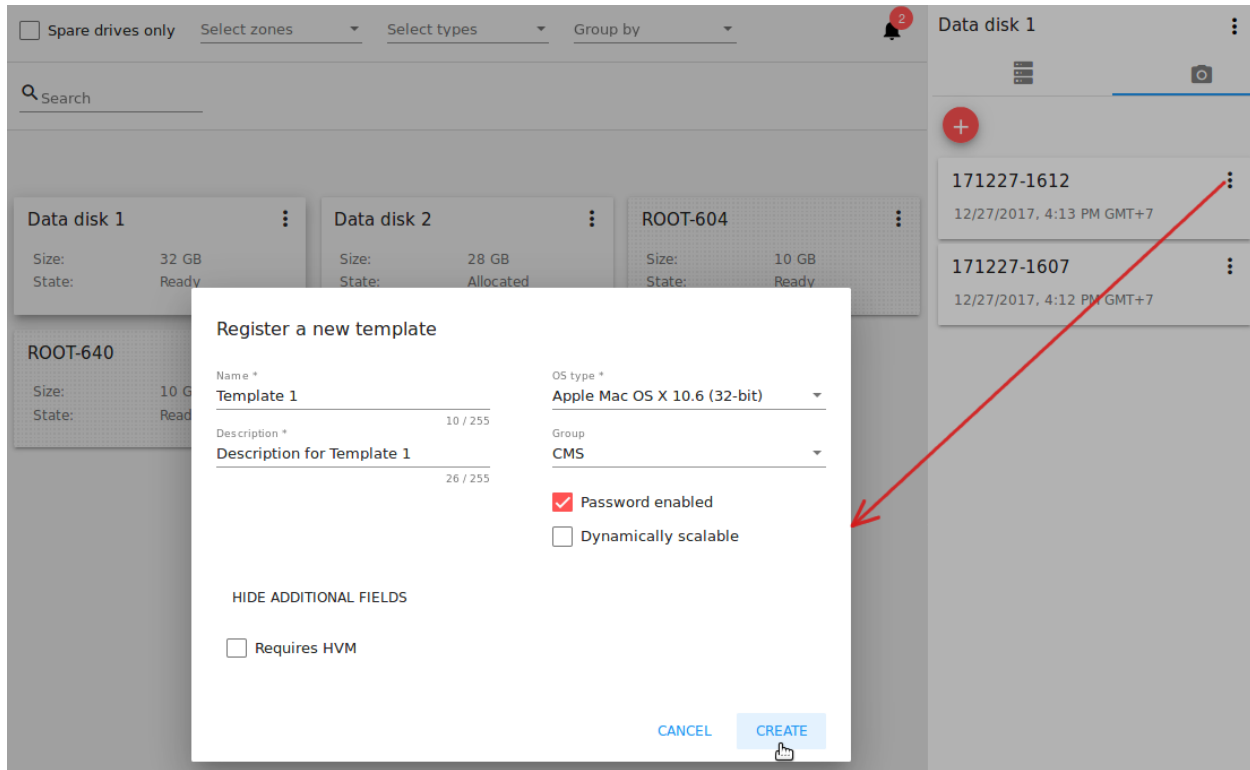 Spare drives only
Select zones
Select types
Group by
2
Search
Data disk 1
Size: 32 GB
State: Ready
Data disk 2
Size: 28 GB
State: Allocated
ROOT-604
Size: 10 GB
State: Ready
ROOT-640
Size: 10 G
State: Read
Register a new template
Name *
Template 1
10 / 255
Description *
Description for Template 1
26 / 255
OS type *
Apple Mac OS X 10.6 (32-bit)
Group
CMS
Password enabled
Dynamically scalable
HIDE ADDITIONAL FIELDS
Requires HVM
CANCEL
CREATE
Data disk 1
171227-1612
12/27/2017, 4:13 PM GMT+7
171227-1607
12/27/2017, 4:12 PM GMT+7